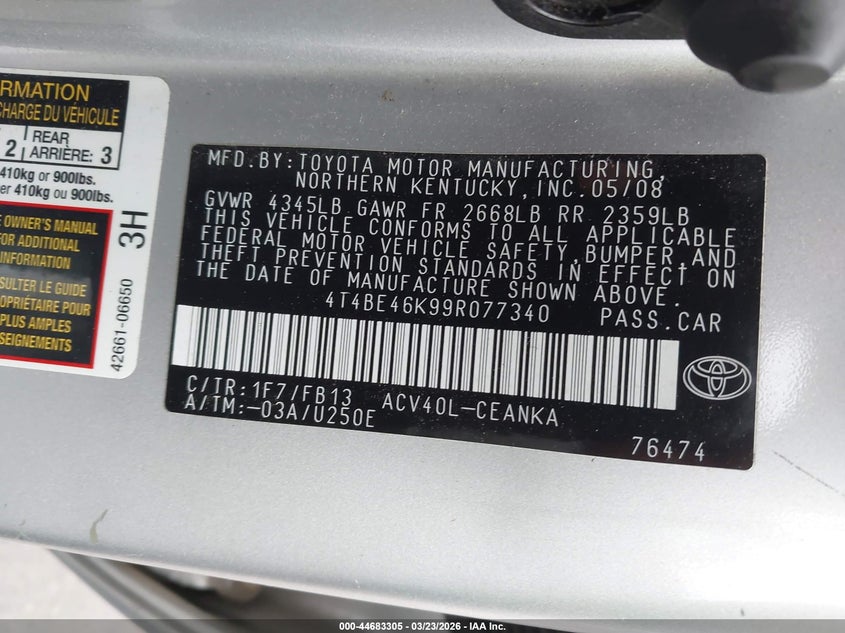 ORMATION
CHARGE DU VÉHICULE
2 REAR
ARRIÈRE: 3
410kg or 900lbs.
er 410kg ou 900lbs.
E OWNER'S MANUAL
FOR ADDITIONAL
INFORMATION
SULTER LE GUIDE
OPRIÉTAIRE POUR
PLUS AMPLES
SEIGNEMENTS
3H
42661-06650
MFD.BY:TOYOTA MOTOR MANUFACTURING,
NORTHERN KENTUCKY,INC.05/08
GVWR 4345LB GAWR FR 2668LB RR 2359LB
THIS VEHICLE CONFORMS TO ALL APPLICABLE
FEDERAL MOTOR VEHICLE SAFETY,BUMPER,AND
THEFT PREVENTION STANDARDS IN EFFECT ON
THE DATE OF MANUFACTURE SHOWN ABOVE.
4T4BE46K99R077340 PASS.CAR
C/TR:1F7/FB13 ACV40L-CEANKA
A/TM:-03A/U250E
76474
000-44683305 | 03/23/2026 - IAA Inc.